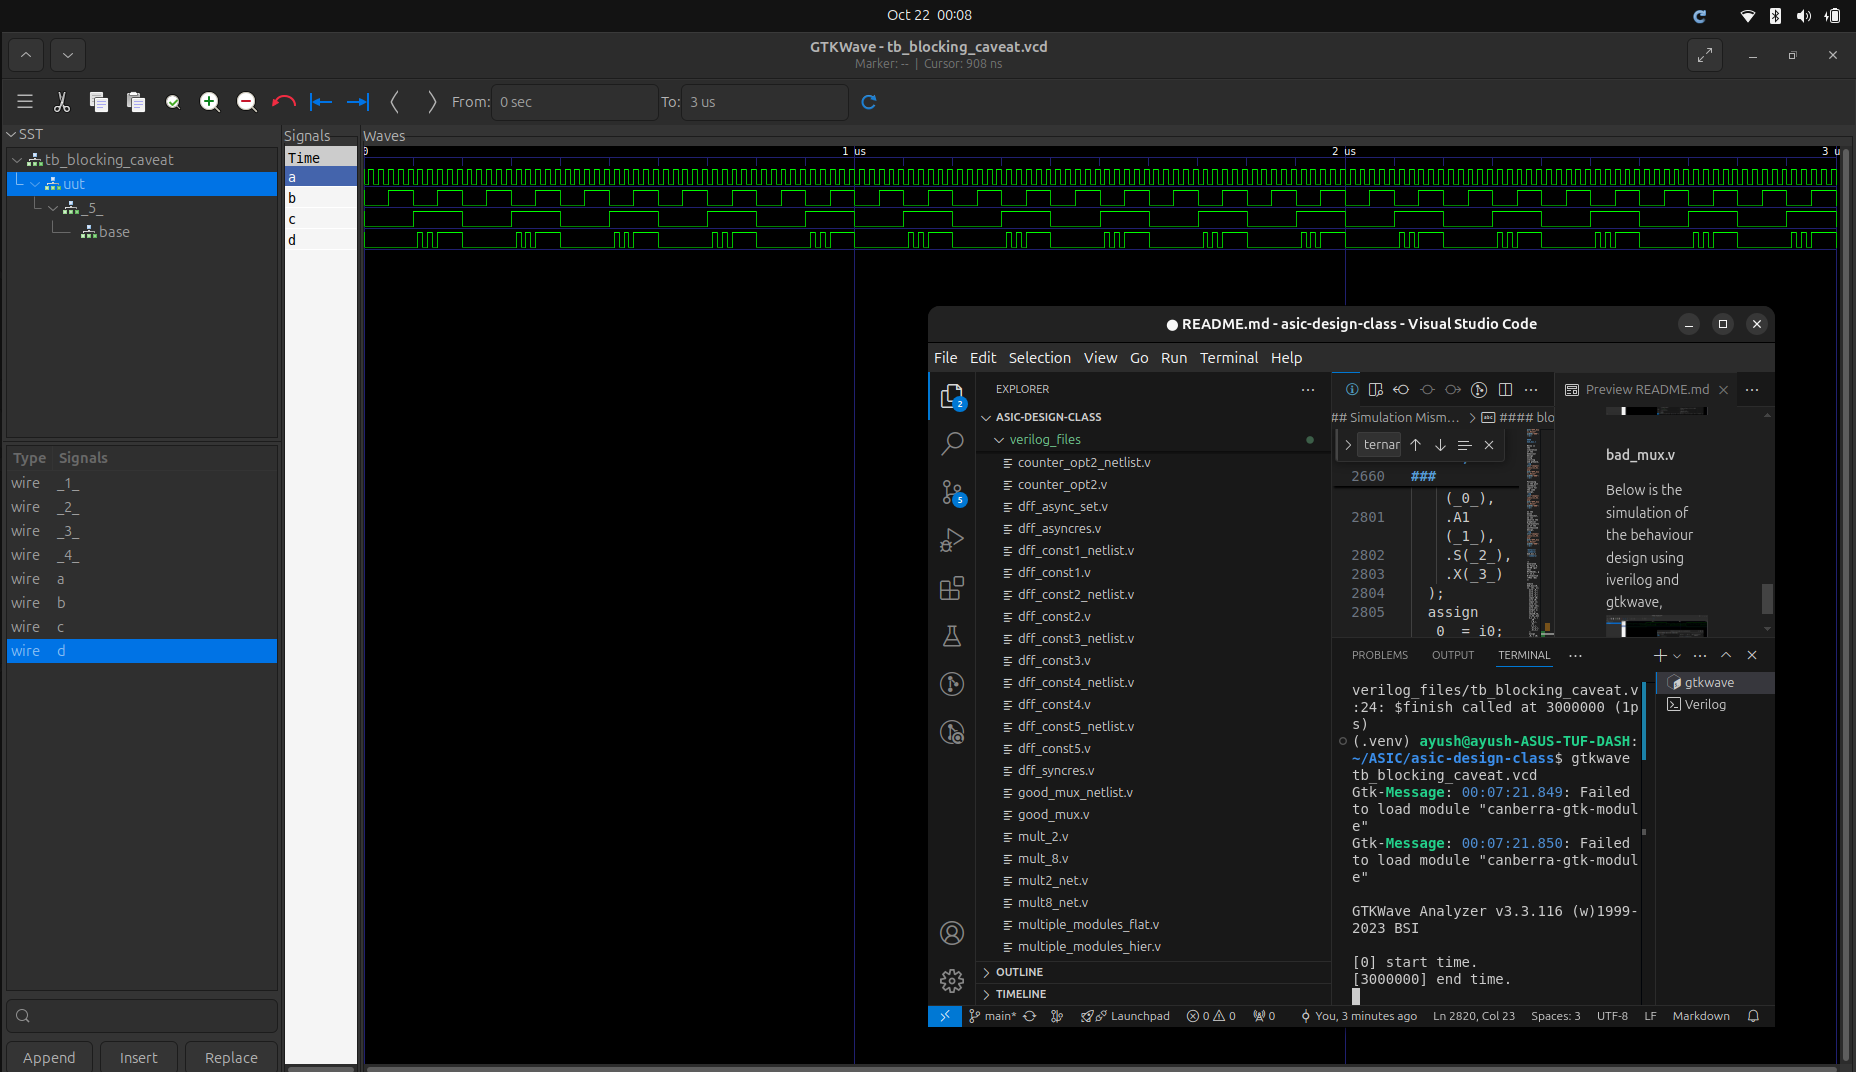 Oct 22  00:08
GTKWave - tb_blocking_caveat.vcd
Marker: --  |  Cursor: 908 ns
From: 0 sec
To: 3 us
SST
tb_blocking_caveat
uut
_5_
base
Type Signals
wire _1_
wire _2_
wire _3_
wire _4_
wire a
wire b
wire c
wire d
Append Insert Replace
Signals
Time
a
b
c
d
Waves
0 1 us 2 us 3 u
README.md - asic-design-class - Visual Studio Code
File Edit Selection View Go Run Terminal Help
2
5
EXPLORER
ASIC-DESIGN-CLASS
verilog_files
counter_opt2_netlist.v
counter_opt2.v
dff_async_set.v
dff_asyncres.v
dff_const1_netlist.v
dff_const1.v
dff_const2_netlist.v
dff_const2.v
dff_const3_netlist.v
dff_const3.v
dff_const4_netlist.v
dff_const4.v
dff_const5_netlist.v
dff_const5.v
dff_syncres.v
good_mux_netlist.v
good_mux.v
mult_2.v
mult_8.v
mult2_net.v
mult8_net.v
multiple_modules_flat.v
multiple_modules_hier.v
OUTLINE
TIMELINE
## Simulation Mism... > #### blo
ternar
2660 ###
(_0_),
2801 .A1
(_1_),
2802 .S(_2_),
2803 .X(_3_)
2804 );
2805 assign
_0_ = i0;
Preview README.md
bad_mux.v
Below is the
simulation of
the behaviour
design using
iverilog and
gtkwave,
PROBLEMS OUTPUT TERMINAL
verilog_files/tb_blocking_caveat.v
:24: $finish called at 3000000 (1p
s)
(.venv) ayush@ayush-ASUS-TUF-DASH:
~/ASIC/asic-design-class$ gtkwave
tb_blocking_caveat.vcd
Gtk-Message: 00:07:21.849: Failed
to load module "canberra-gtk-modul
e"
Gtk-Message: 00:07:21.850: Failed
to load module "canberra-gtk-modul
e"
GTKWave Analyzer v3.3.116 (w)1999-
2023 BSI
[0] start time.
[3000000] end time.
gtkwave
Verilog
main* Launchpad 0 0 0 You, 3 minutes ago Ln 2820, Col 23 Spaces: 3 UTF-8 LF Markdown